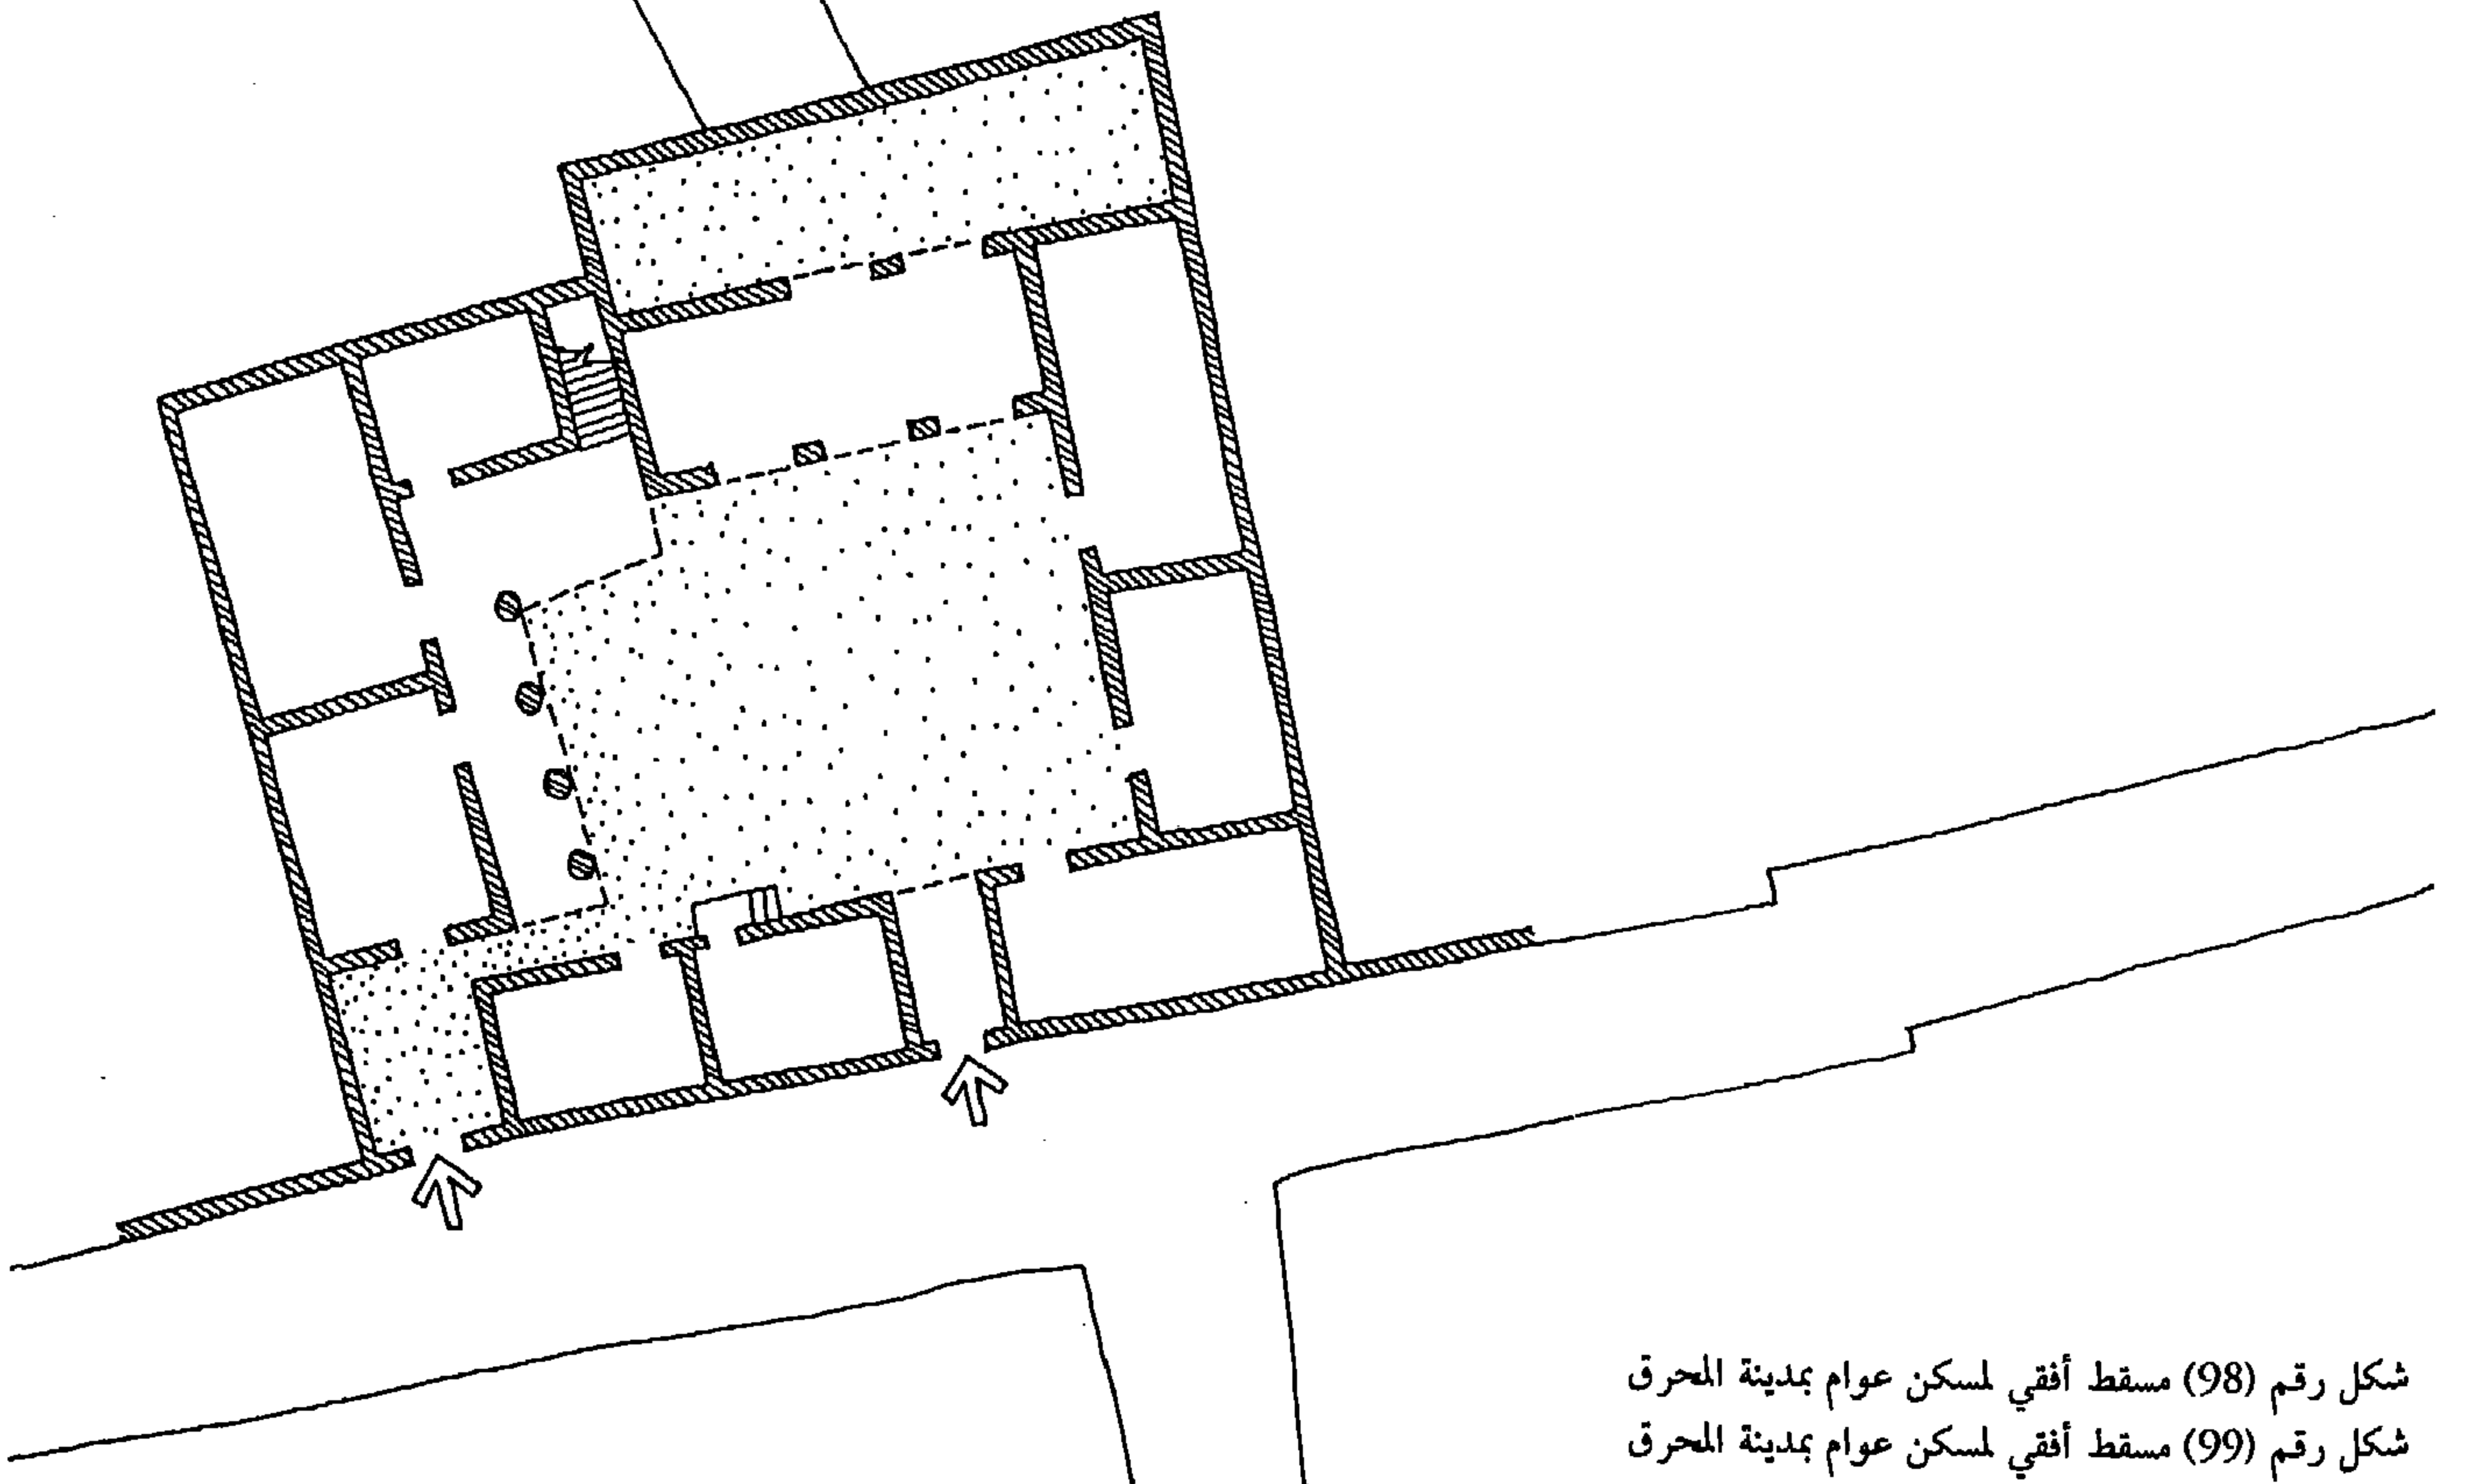 شكل رقم (98) مسقط أفقي لمسكن عوام بمدينة المحرق
شكل رقم (99) مسقط أفقي لمسكن عوام بمدينة المحرق